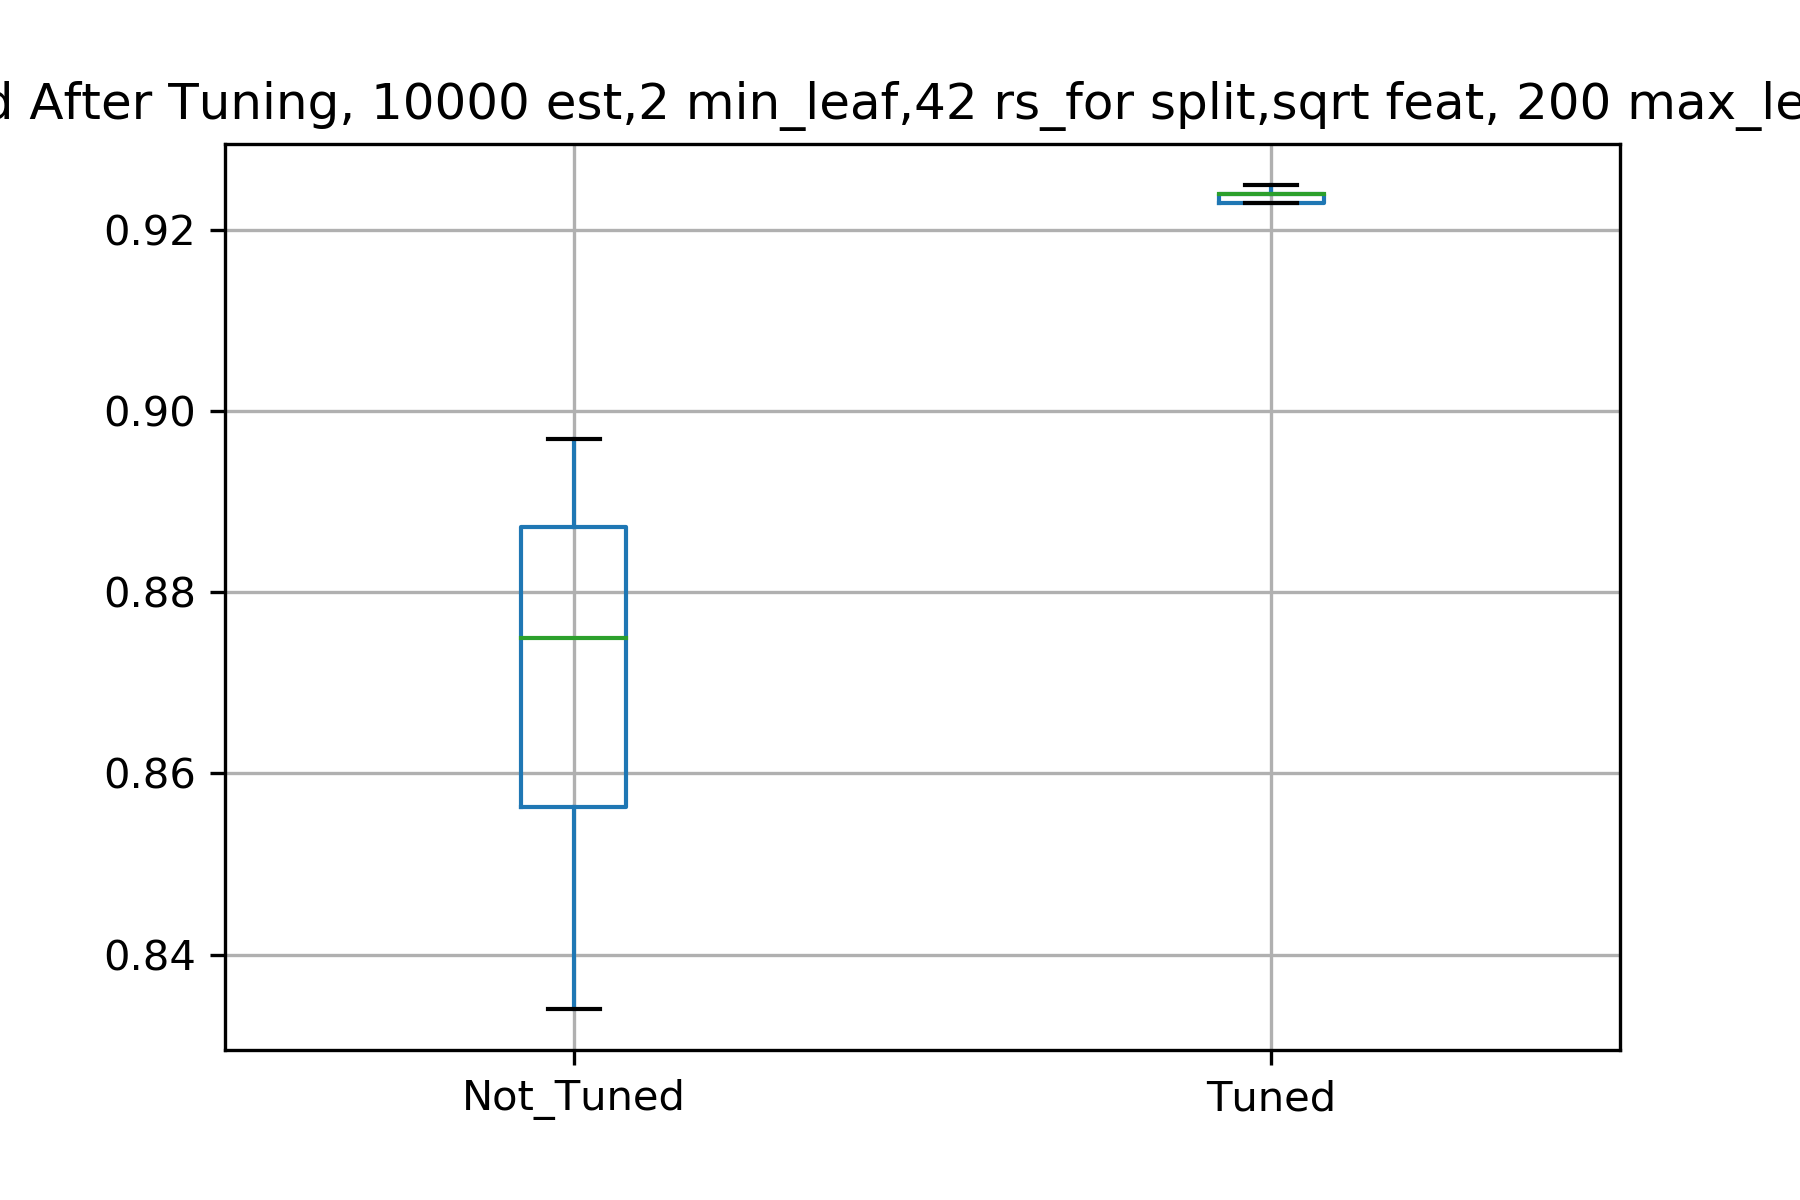 d After Tuning, 10000 est,2 min_leaf,42 rs_for split,sqrt feat, 200 max_le
0.92
0.90
0.88
0.86
0.84
Not_Tuned
Tuned